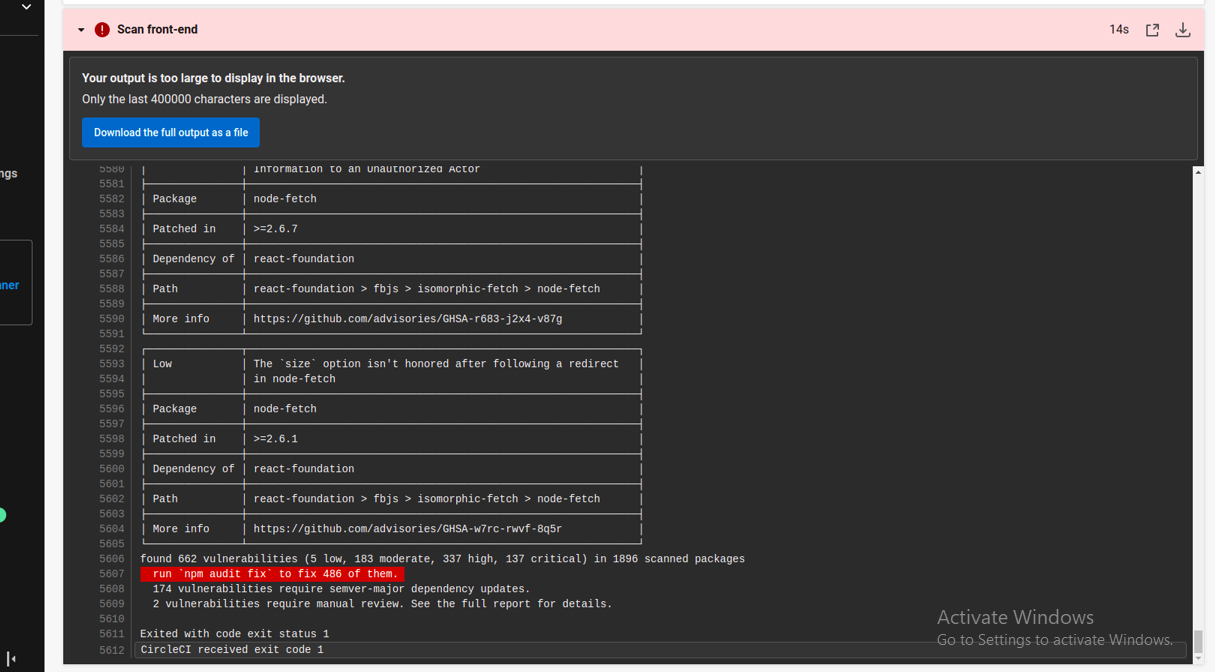 Scan front-end
14s
Your output is too large to display in the browser.
Only the last 400000 characters are displayed.
Download the full output as a file
ngs
nner
5580 Information to an Unauthorized Actor
5581
5582 Package node-fetch
5583
5584 Patched in >=2.6.7
5585
5586 Dependency of react-foundation
5587
5588 Path react-foundation > fbjs > isomorphic-fetch > node-fetch
5589
5590 More info https://github.com/advisories/GHSA-r683-j2x4-v87g
5591
5592
5593 Low The `size` option isn't honored after following a redirect
5594 in node-fetch
5595
5596 Package node-fetch
5597
5598 Patched in >=2.6.1
5599
5600 Dependency of react-foundation
5601
5602 Path react-foundation > fbjs > isomorphic-fetch > node-fetch
5603
5604 More info https://github.com/advisories/GHSA-w7rc-rwvf-8q5r
5605
5606 found 662 vulnerabilities (5 low, 183 moderate, 337 high, 137 critical) in 1896 scanned packages
5607 run `npm audit fix` to fix 486 of them.
5608 174 vulnerabilities require semver-major dependency updates.
5609 2 vulnerabilities require manual review. See the full report for details.
5610
5611 Exited with code exit status 1
5612 CircleCI received exit code 1
Activate Windows
Go to Settings to activate Windows.